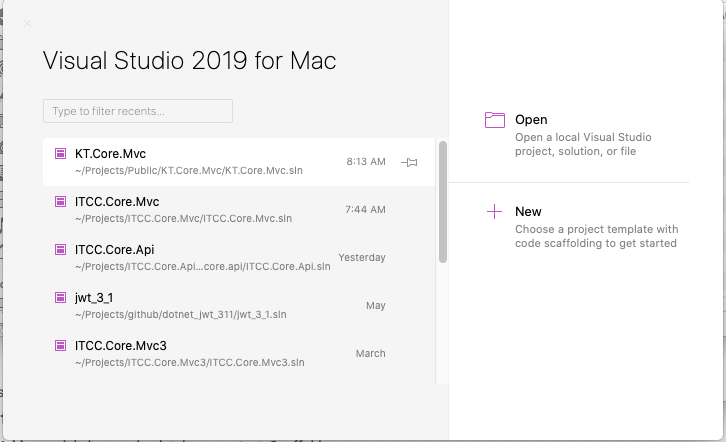 Visual Studio 2019 for Mac
Type to filter recents...
KT.Core.Mvc
8:13 AM
~/Projects/Public/KT.Core.Mvc/KT.Core.Mvc.sln
ITCC.Core.Mvc
7:44 AM
~/Projects/ITCC.Core.Mvc/ITCC.Core.Mvc.sln
ITCC.Core.Api
Yesterday
~/Projects/ITCC.Core.Api...core.api/ITCC.Core.Api.sln
jwt_3_1
May
~/Projects/github/dotnet_jwt_311/jwt_3_1.sln
ITCC.Core.Mvc3
March
~/Projects/ITCC.Core.Mvc3/ITCC.Core.Mvc3.sln
Open
Open a local Visual Studio
project, solution, or file
New
Choose a project template with
code scaffolding to get started